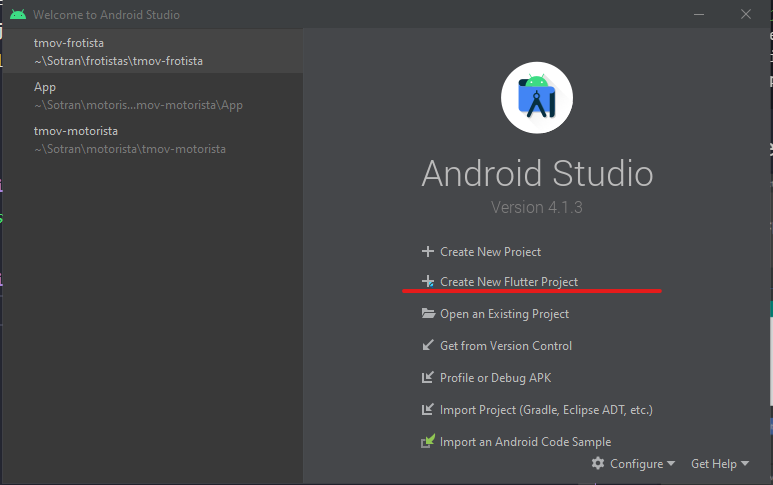 Welcome to Android Studio
tmov-frotista
~\Sotran\frotistas\tmov-frotista
App
~\Sotran\motoris...mov-motorista\App
tmov-motorista
~\Sotran\motorista\tmov-motorista
Android Studio
Version 4.1.3
Create New Project
Create New Flutter Project
Open an Existing Project
Get from Version Control
Profile or Debug APK
Import Project (Gradle, Eclipse ADT, etc.)
Import an Android Code Sample
Configure
Get Help